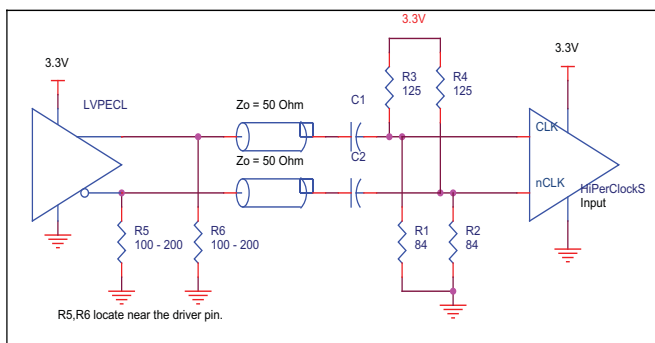 3.3V
3.3V
3.3V
LVPECL
R3
125
R4
125
Zo = 50 Ohm
C1
CLK
Zo = 50 Ohm
C2
nCLK
HiPerClockS
Input
R5
100 - 200
R6
100 - 200
R1
84
R2
84
R5,R6 locate near the driver pin.